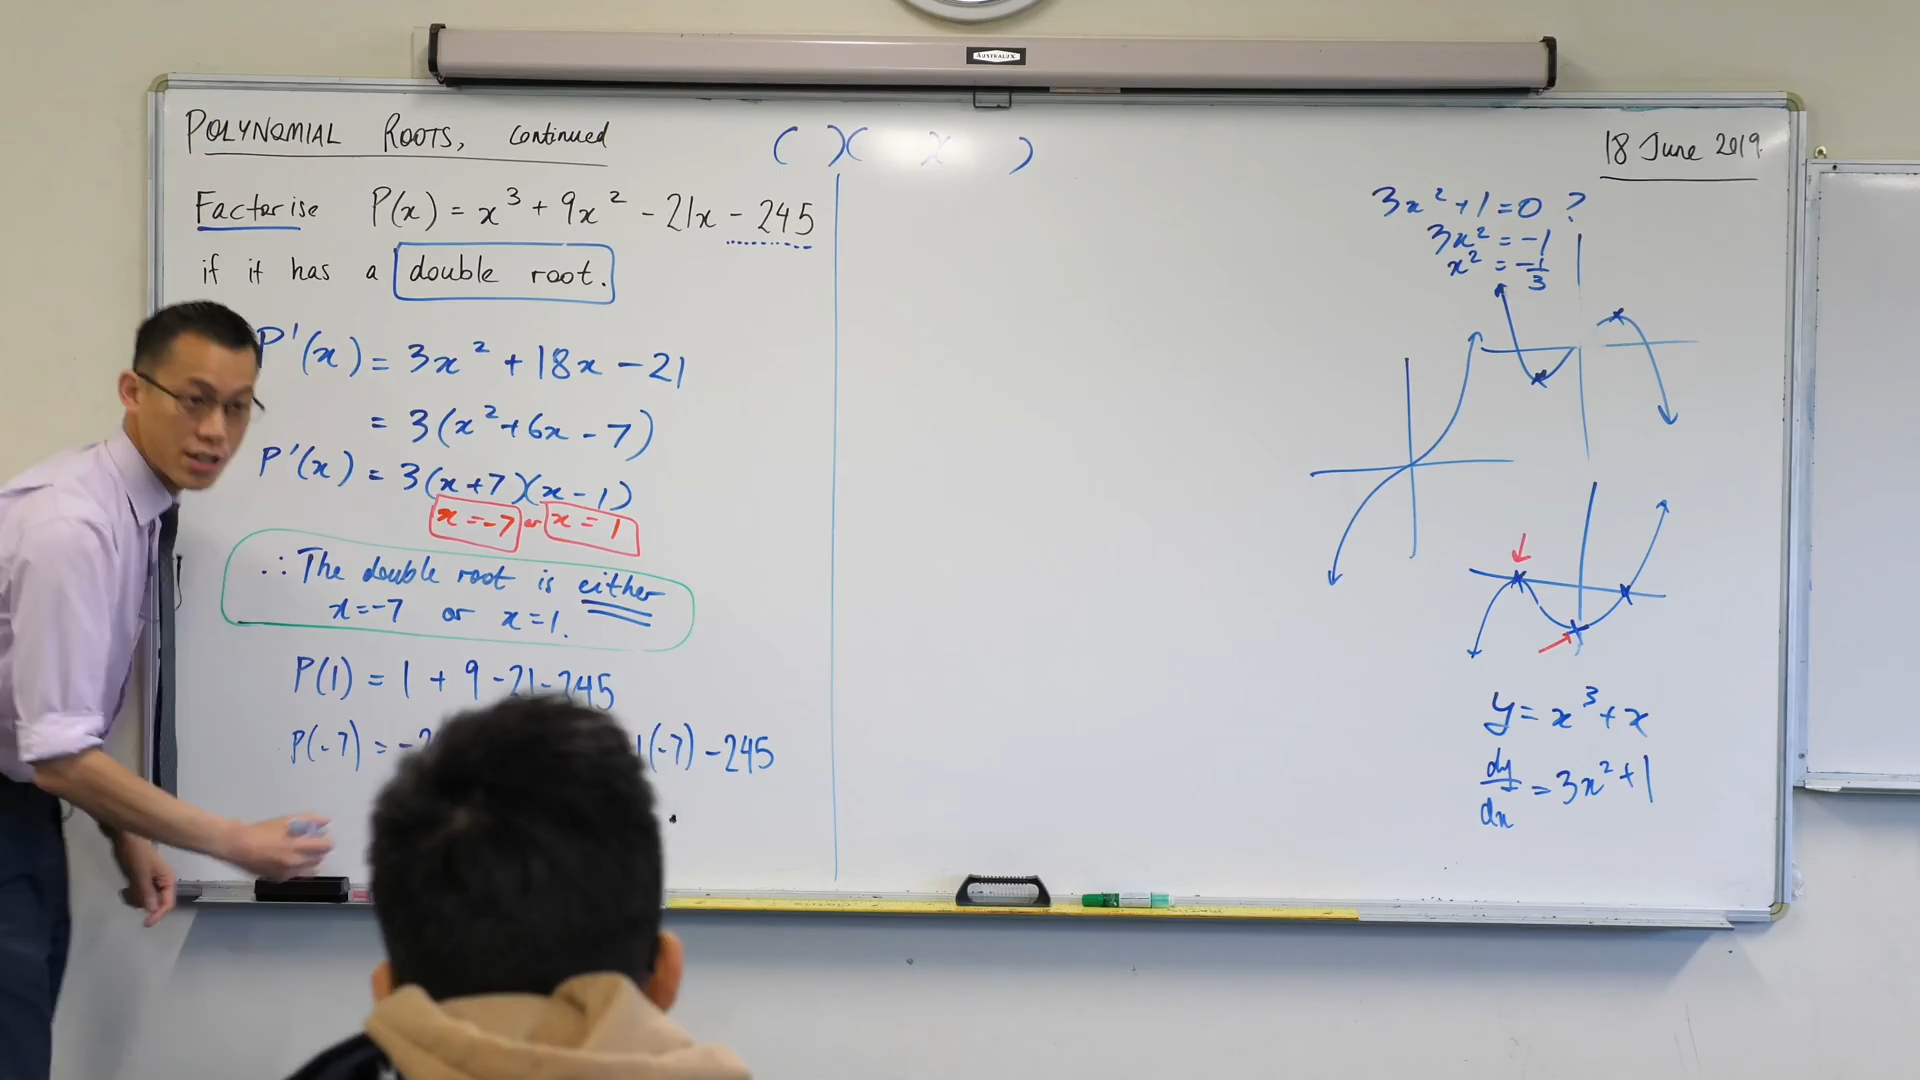 AUSTRALUX
POLYNOMIAL ROOTS, continued
( )( x )
18 June 2019
Factorise P(x) = x³ + 9x² - 21x - 245
if it has a double root.
P'(x) = 3x² + 18x - 21
= 3(x² + 6x - 7)
P'(x) = 3(x+7)(x-1)
x = -7 or x = 1
∴ The double root is either
x = -7 or x = 1.
P(1) = 1 + 9 - 21 - 245
P(-7) = -2 (-7) - 245
3x² + 1 = 0 ?
3x² = -1
x² = -1/3
y = x³ + x
dy/dx = 3x² + 1